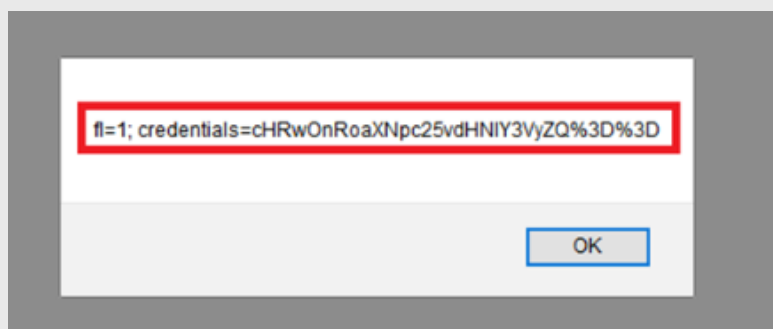 fl=1; credentials=cHRwOnRoaXNpc25vdHNlY3VyZQ%3D%3D
OK